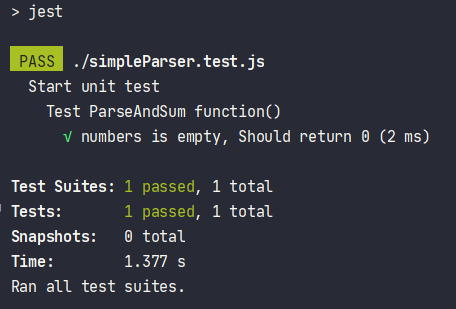 > jest
PASS ./simpleParser.test.js
Start unit test
Test ParseAndSum function()
√ numbers is empty, Should return 0 (2 ms)
Test Suites: 1 passed, 1 total
Tests: 1 passed, 1 total
Snapshots: 0 total
Time: 1.377 s
Ran all test suites.